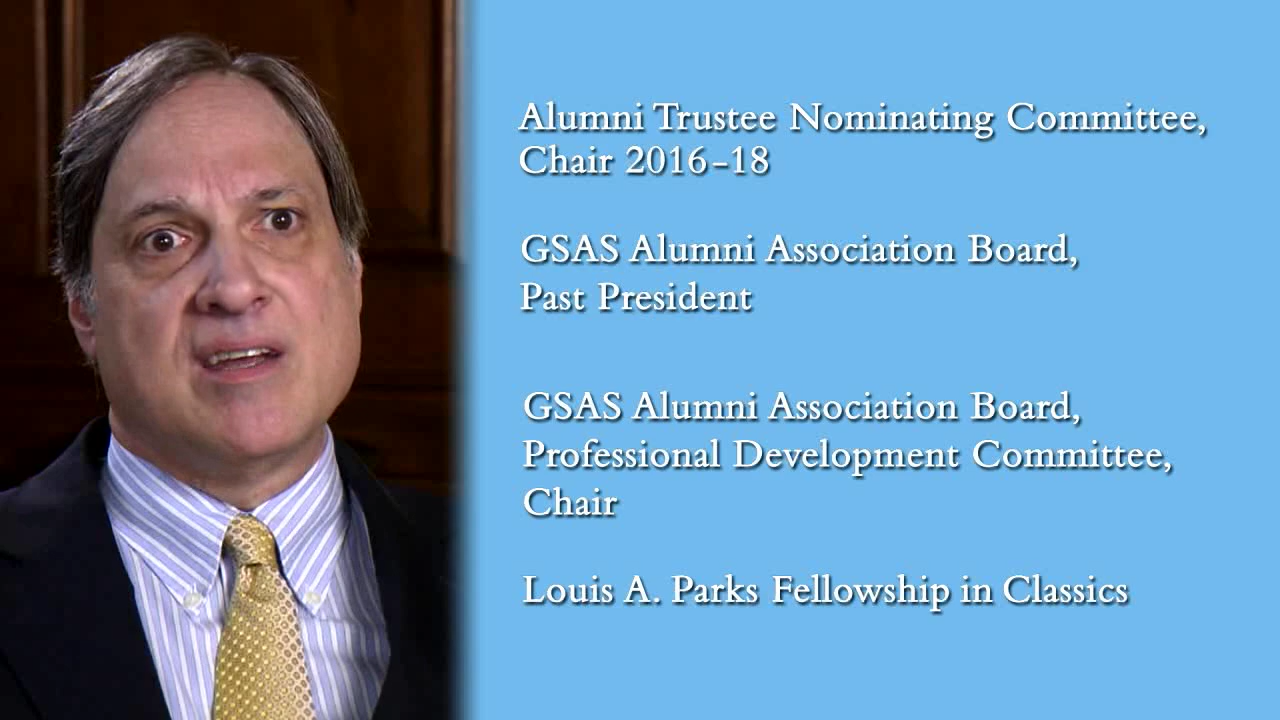 Alumni Trustee Nominating Committee,
Chair 2016-18
GSAS Alumni Association Board,
Past President
GSAS Alumni Association Board,
Professional Development Committee,
Chair
Louis A. Parks Fellowship in Classics